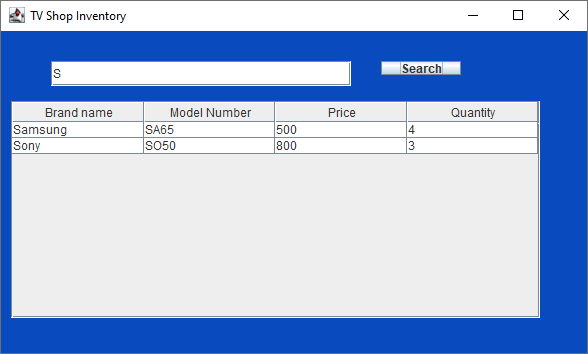 TV Shop Inventory
S Search
Brand name Model Number Price Quantity
Samsung SA65 500 4
Sony SO50 800 3